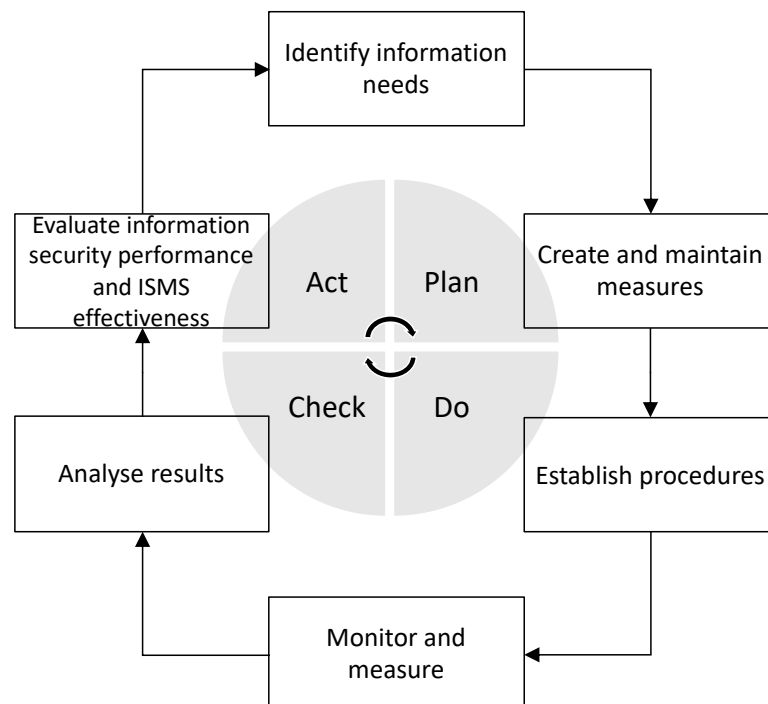 Identify information
needs
Evaluate information
security performance
and ISMS
effectiveness
Act
Plan
Create and maintain
measures
Check
Do
Analyse results
Establish procedures
Monitor and
measure